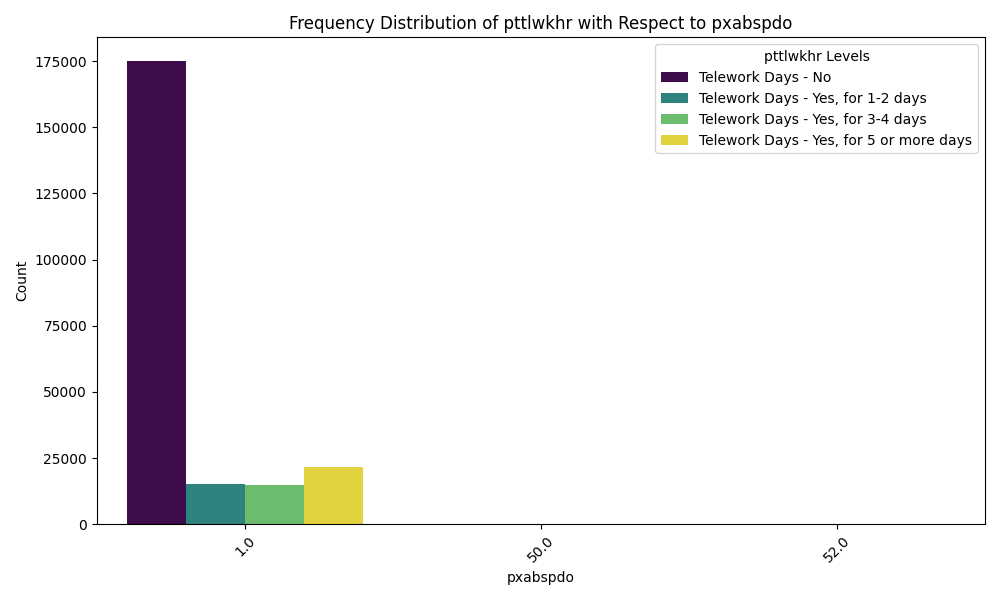 Frequency Distribution of pttlwkhr with Respect to pxabspdo
pttlwkhr Levels
Telework Days - No
Telework Days - Yes, for 1-2 days
Telework Days - Yes, for 3-4 days
Telework Days - Yes, for 5 or more days
175000
150000
125000
100000
75000
50000
25000
0
Count
1.0
50.0
52.0
pxabspdo